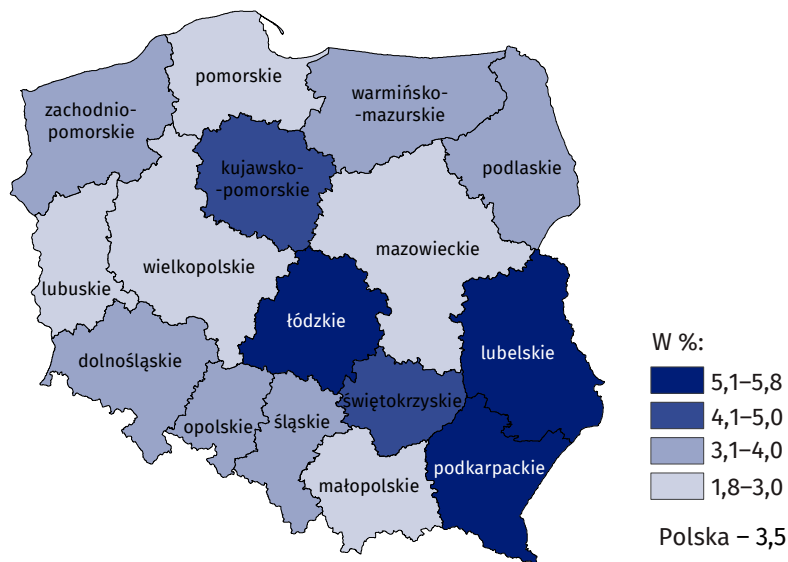 pomorskie
zachodnio-
pomorskie
warmińsko-
-mazurskie
kujawsko-
-pomorskie
podlaskie
mazowieckie
wielkopolskie
lubuskie
łódzkie
lubelskie
dolnośląskie
świętokrzyskie
opolskie
śląskie
podkarpackie
małopolskie
W %:
5,1–5,8
4,1–5,0
3,1–4,0
1,8–3,0
Polska – 3,5